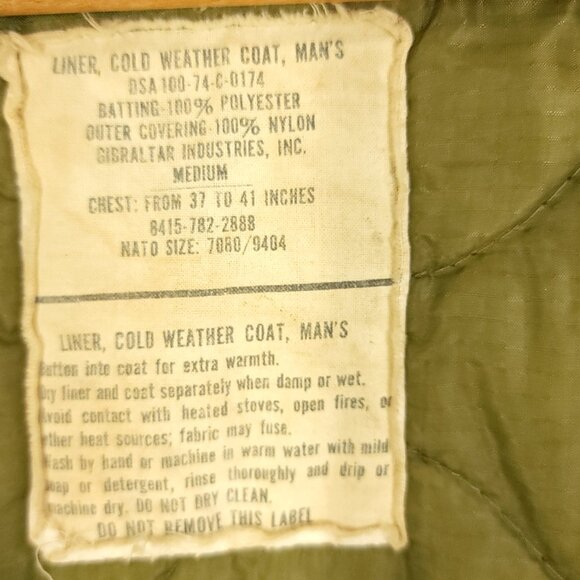 LINER, COLD WEATHER COAT, MAN'S
DSA100-74-C-0174
BATTING-100% POLYESTER
OUTER COVERING-100% NYLON
GIBRALTAR INDUSTRIES, INC.
MEDIUM
CHEST: FROM 37 TO 41 INCHES
8415-782-2888
NATO SIZE: 7080/9404
LINER, COLD WEATHER COAT, MAN'S
Button into coat for extra warmth.
Dry liner and coat separately when damp or wet.
Avoid contact with heated stoves, open fires, or
other heat sources; fabric may fuse.
Wash by hand or machine in warm water with mild
soap or detergent, rinse thoroughly and drip or
machine dry. DO NOT DRY CLEAN.
DO NOT REMOVE THIS LABEL